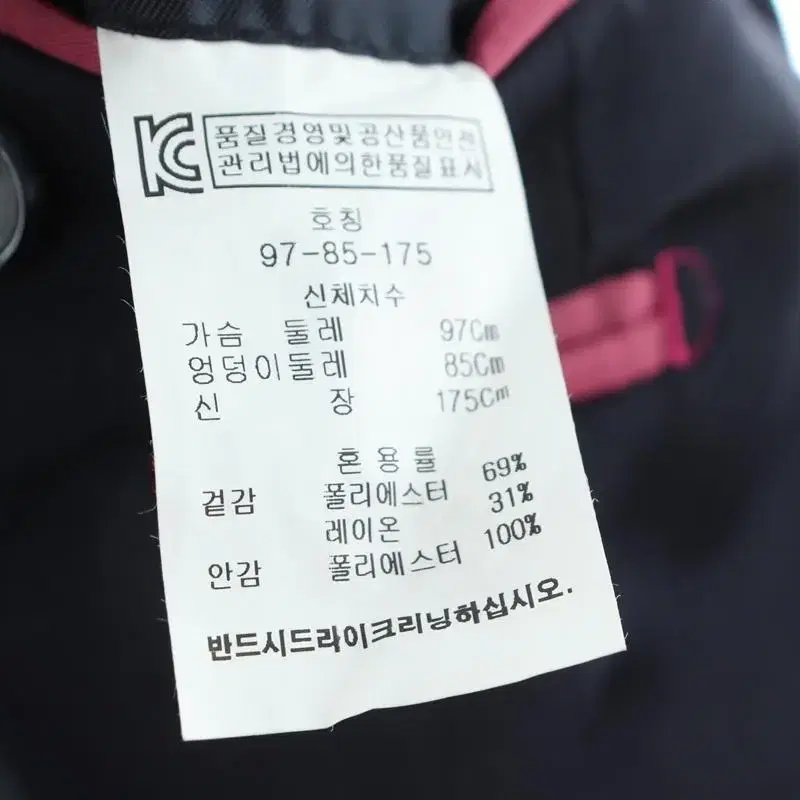 KC 품질경영및공산품안전
관리법에의한품질표시
호칭
97-85-175
신체치수
가슴 둘레 97Cm
엉덩이둘레 85Cm
신 장 175Cm
혼용률
겉감 폴리에스터 69%
레이온 31%
안감 폴리에스터 100%
반드시드라이크리닝하십시오.